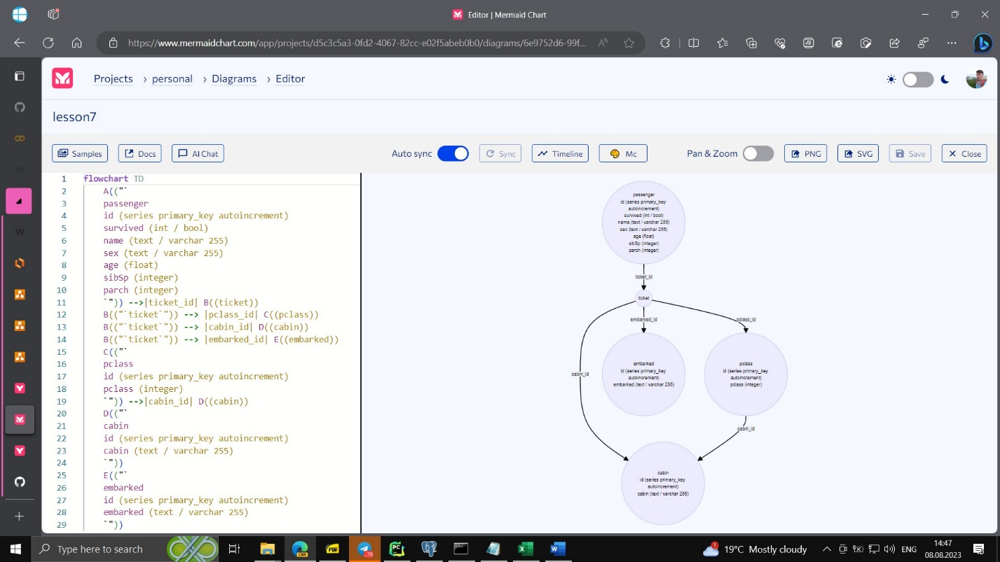 Editor | Mermaid Chart
https://www.mermaidchart.com/app/projects/d5c3c5a3-0fd2-4067-82cc-e02f5abeb0b0/diagrams/6e9752d6-99f...
Projects > personal > Diagrams > Editor
lesson7
Samples Docs AI Chat Auto sync Sync Timeline Mc Pan & Zoom PNG SVG Save Close
1 flowchart TD
2 A(("`
3 passenger
4 id (series primary_key autoincrement)
5 survived (int / bool)
6 name (text / varchar 255)
7 sex (text / varchar 255)
8 age (float)
9 sibSp (integer)
10 parch (integer)
11 `")) -->|ticket_id| B((ticket))
12 B(("`ticket`")) --> |pclass_id| C((pclass))
13 B(("`ticket`")) --> |cabin_id| D((cabin))
14 B(("`ticket`")) --> |embarked_id| E((embarked))
15 C(("`
16 pclass
17 id (series primary_key autoincrement)
18 pclass (integer)
19 `")) -->|cabin_id| D((cabin))
20 D(("`
21 cabin
22 id (series primary_key autoincrement)
23 cabin (text / varchar 255)
24 `"))
25 E(("`
26 embarked
27 id (series primary_key autoincrement)
28 embarked (text / varchar 255)
29 `"))
passenger
id (series primary_key
autoincrement)
survived (int / bool)
name (text / varchar 255)
sex (text / varchar 255)
age (float)
sibSp (integer)
parch (integer)
ticket_id
ticket
embarked_id
pclass_id
cabin_id
embarked
id (series primary_key
autoincrement)
embarked (text / varchar 255)
pclass
id (series primary_key
autoincrement)
pclass (integer)
cabin_id
cabin
id (series primary_key
autoincrement)
cabin (text / varchar 255)
Type here to search
CAN
PDF
78
PC
1
19°C Mostly cloudy
ENG
14:47
08.08.2023